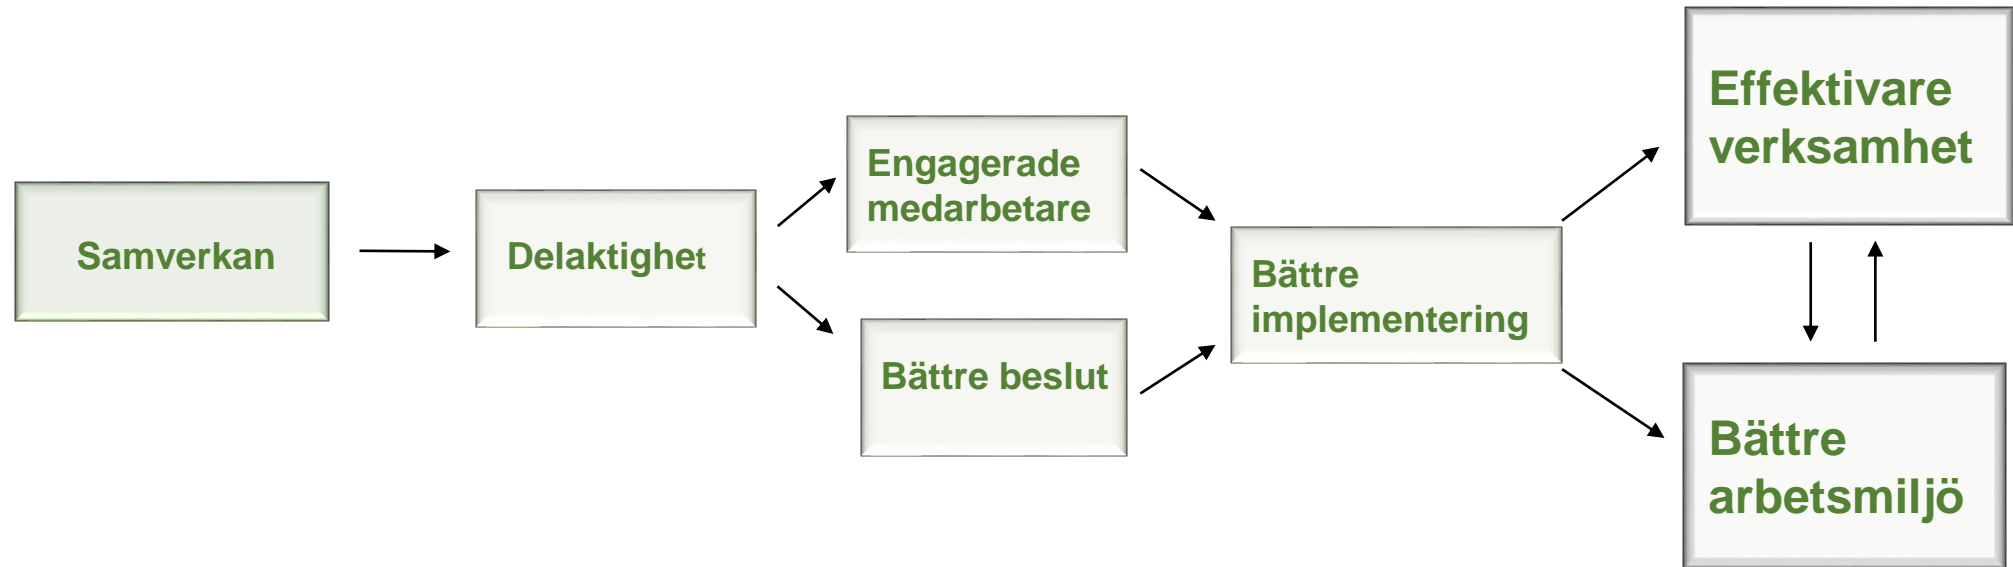 Samverkan
Delaktighet
Engagerade
medarbetare
Bättre beslut
Bättre
implementering
Effektivare
verksamhet
Bättre
arbetsmiljö